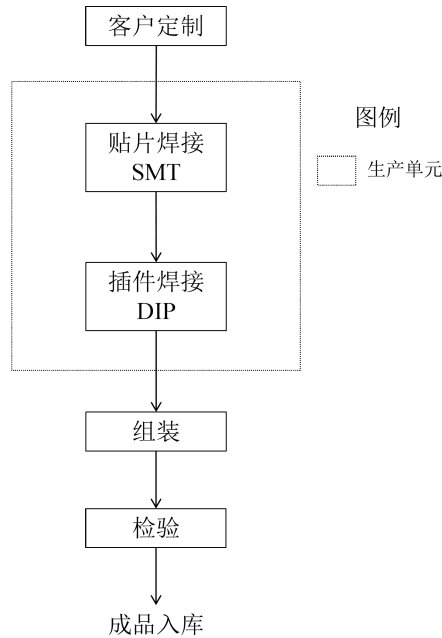 客户定制
贴片焊接
SMT
插件焊接
DIP
组装
检验
成品入库
图例
生产单元